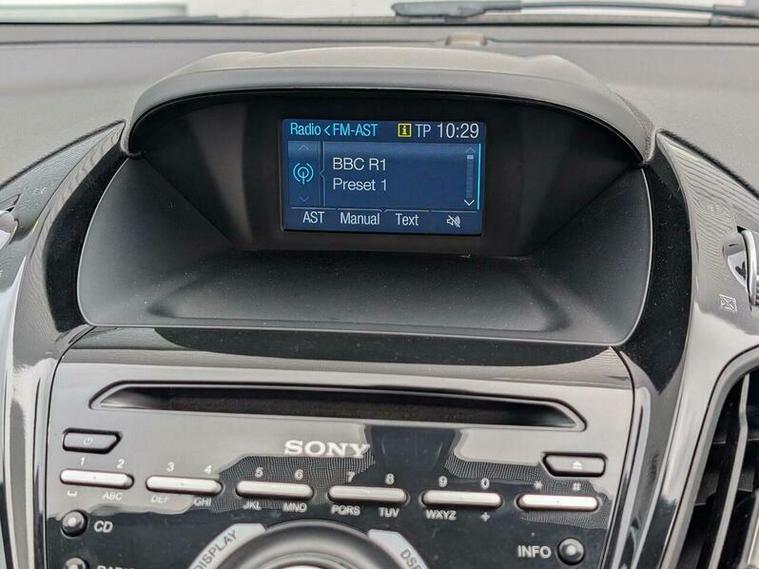 Radio < FM-AST i TP 10:29
BBC R1
Preset 1
AST Manual Text
SONY
1 2 3 4 5 6 7 8 9 0 * #
ABC DEF GHI JKL MNO PQRS TUV WXYZ +
CD
DISPLAY
INFO